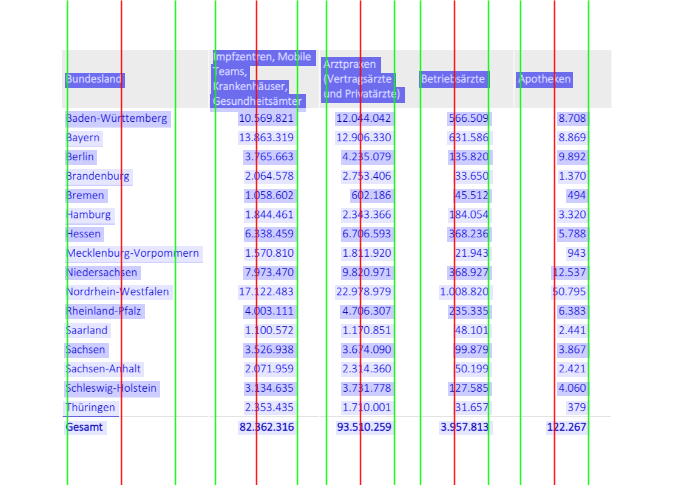 Bundesland Impfzentren, Mobile Teams, Krankenhäuser, Gesundheitsämter Arztpraxen (Vertragsärzte und Privatärzte) Betriebsärzte Apotheken
Baden-Württemberg 10.569.821 12.044.042 566.509 8.708
Bayern 13.863.319 12.906.330 631.586 8.869
Berlin 3.765.663 4.235.079 135.820 9.892
Brandenburg 2.064.578 2.753.406 33.650 1.370
Bremen 1.058.602 602.186 45.512 494
Hamburg 1.844.461 2.343.366 184.054 3.320
Hessen 6.338.459 6.706.593 368.236 5.788
Mecklenburg-Vorpommern 1.570.810 1.811.920 21.943 943
Niedersachsen 7.973.470 9.820.971 368.927 12.537
Nordrhein-Westfalen 17.122.483 22.978.979 1.008.820 50.795
Rheinland-Pfalz 4.003.111 4.706.307 235.335 6.383
Saarland 1.100.572 1.170.851 48.101 2.441
Sachsen 3.526.938 3.674.090 99.879 3.867
Sachsen-Anhalt 2.071.959 2.314.360 50.199 2.421
Schleswig-Holstein 3.134.635 3.731.778 127.585 4.060
Thüringen 2.353.435 1.710.001 31.657 379
Gesamt 82.362.316 93.510.259 3.957.813 122.267